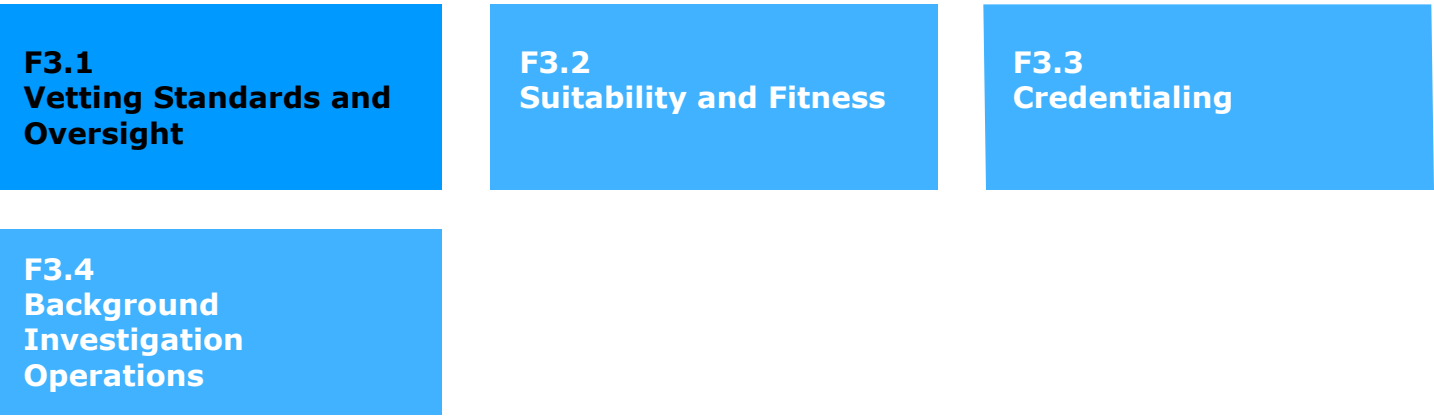 F3.1
Vetting Standards and
Oversight
F3.2
Suitability and Fitness
F3.3
Credentialing
F3.4
Background
Investigation
Operations